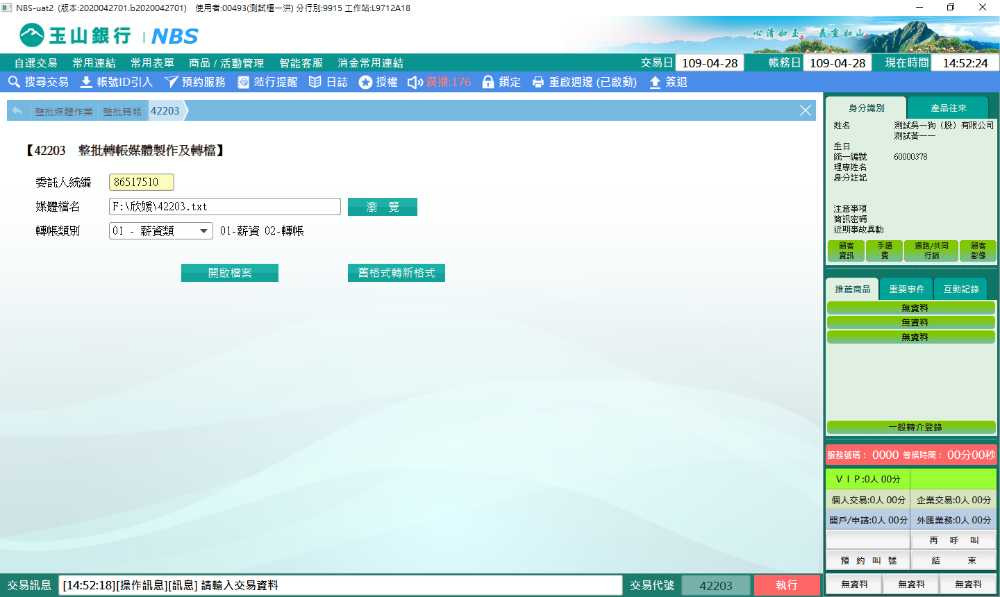 NBS-uat2 (版本:2020042701.b2020042701) 使用者:00493(測試櫃一洪) 分行別:9915 工作站:L9712A18
玉山銀行 NBS
心清如玉。義重如山。
自選交易 常用連結 常用表單 商品 / 活動管理 智能客服 消金常用連結 交易日 109-04-28 帳務日 109-04-28 現在時間 14:52:24
搜尋交易 帳號ID引入 預約服務 蒞行提醒 日誌 授權 廣播:176 鎖定 重啟週邊 (已啟動) 簽退
整批媒體作業 整批轉帳 42203
【42203 整批轉帳媒體製作及轉檔】
委託人統編 86517510
媒體檔名 F:\欣媛\42203.txt 瀏 覽
轉帳類別 01 - 薪資類 01-薪資 02-轉帳
開啟檔案 舊格式轉新格式
身分識別 產品往來
姓名 測試吳一狗（股）有限公司
測試黃一一
生日
統一編號 60000378
理專姓名
身分註記
注意事項
簡訊密碼
近期事故異動
顧客資訊 手續費 通路/共同行銷 顧客影像
推薦商品 重要事件 互動記錄
無資料
無資料
無資料
一般轉介登錄
服務號碼： 0000 等候時間： 00分00秒
ＶＩＰ:0人 00分
個人交易:0人 00分 企業交易:0人 00分
開戶/申請:0人 00分 外匯業務:0人 00分
再 呼 叫
預 約 叫 號 結 束
無資料 無資料 無資料
交易訊息 [14:52:18][操作訊息][訊息] 請輸入交易資料 交易代號 42203 執行